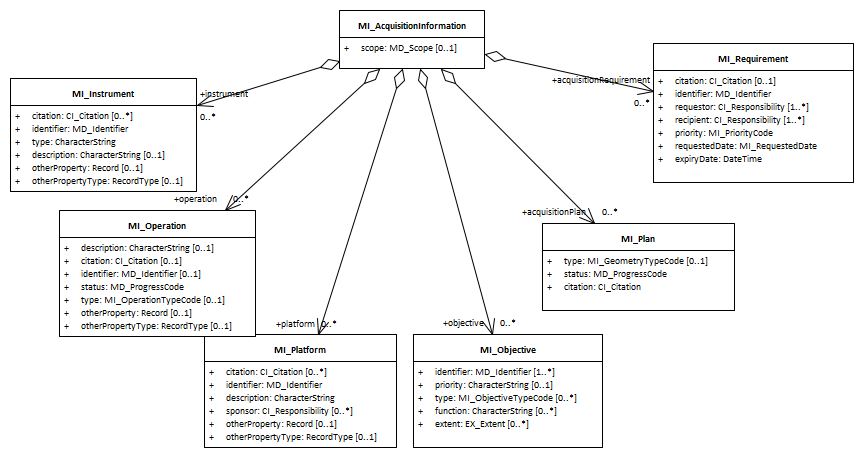 MI_AcquisitionInformation
+ scope: MD_Scope [0..1]
MI_Requirement
+ citation: CI_Citation [0..1]
+ identifier: MD_Identifier
+ requestor: CI_Responsibility [1..*]
+ recipient: CI_Responsibility [1..*]
+ priority: MI_PriorityCode
+ requestedDate: MI_RequestedDate
+ expiryDate: DateTime
+acquisitionRequirement
0..*
MI_Instrument
+ citation: CI_Citation [0..*]
+ identifier: MD_Identifier
+ type: CharacterString
+ description: CharacterString [0..1]
+ otherProperty: Record [0..1]
+ otherPropertyType: RecordType [0..1]
+instrument
0..*
+operation
0..*
MI_Operation
+ description: CharacterString [0..1]
+ citation: CI_Citation [0..1]
+ identifier: MD_Identifier [0..1]
+ status: MD_ProgressCode
+ type: MI_OperationTypeCode [0..1]
+ otherProperty: Record [0..1]
+ otherPropertyType: RecordType [0..1]
+acquisitionPlan
0..*
MI_Plan
+ type: MI_GeometryTypeCode [0..1]
+ status: MD_ProgressCode
+ citation: CI_Citation
+platform
0..*
MI_Platform
+ citation: CI_Citation [0..*]
+ identifier: MD_Identifier
+ description: CharacterString
+ sponsor: CI_Responsibility [0..*]
+ otherProperty: Record [0..1]
+ otherPropertyType: RecordType [0..1]
+objective
0..*
MI_Objective
+ identifier: MD_Identifier [1..*]
+ priority: CharacterString [0..1]
+ type: MI_ObjectiveTypeCode [0..*]
+ function: CharacterString [0..*]
+ extent: EX_Extent [0..*]